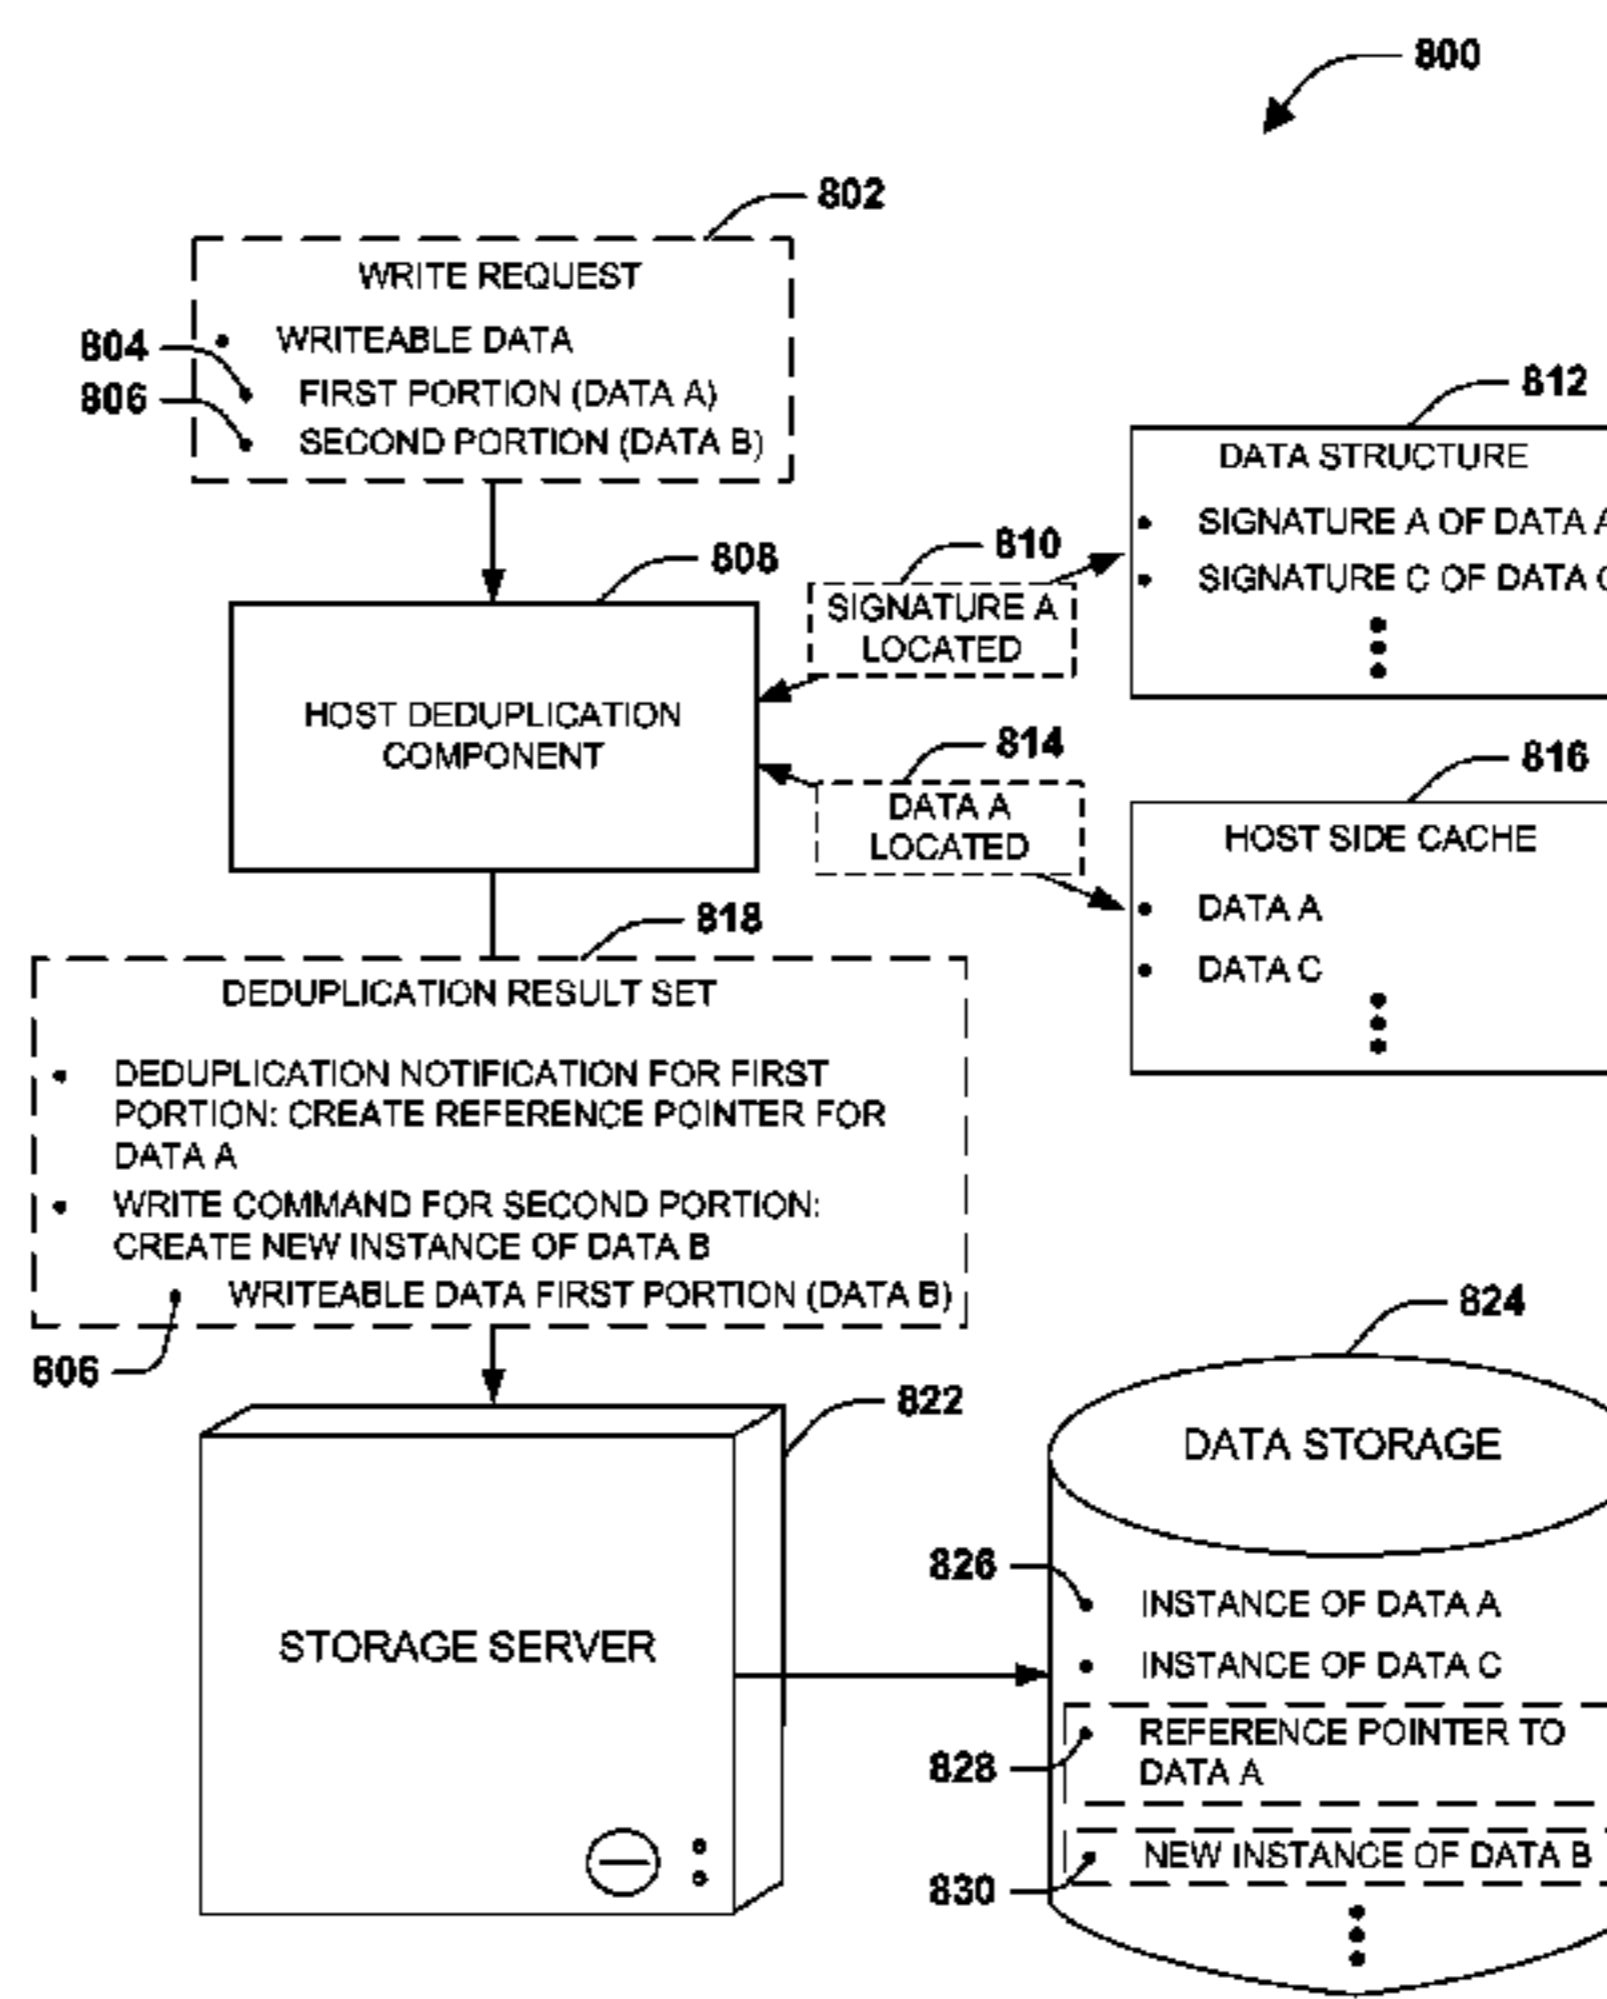 800
802
WRITE REQUEST
• WRITEABLE DATA
804
• FIRST PORTION (DATA A)
806
• SECOND PORTION (DATA B)
812
DATA STRUCTURE
• SIGNATURE A OF DATA A
• SIGNATURE C OF DATA C
810
SIGNATURE A
LOCATED
808
HOST DEDUPLICATION
COMPONENT
814
DATA A
LOCATED
816
HOST SIDE CACHE
• DATA A
• DATA C
818
DEDUPLICATION RESULT SET
• DEDUPLICATION NOTIFICATION FOR FIRST
PORTION: CREATE REFERENCE POINTER FOR
DATA A
• WRITE COMMAND FOR SECOND PORTION:
CREATE NEW INSTANCE OF DATA B
• WRITEABLE DATA FIRST PORTION (DATA B)
806
822
STORAGE SERVER
824
DATA STORAGE
826
• INSTANCE OF DATA A
• INSTANCE OF DATA C
• REFERENCE POINTER TO
DATA A
828
• NEW INSTANCE OF DATA B
830